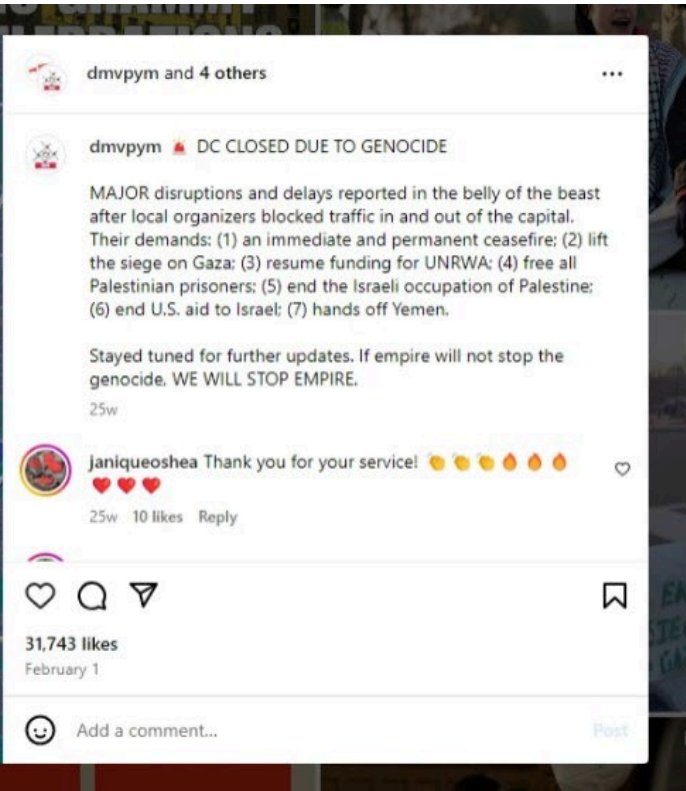 dmvpym and 4 others
dmvpym 🚨 DC CLOSED DUE TO GENOCIDE
MAJOR disruptions and delays reported in the belly of the beast
after local organizers blocked traffic in and out of the capital.
Their demands: (1) an immediate and permanent ceasefire; (2) lift
the siege on Gaza; (3) resume funding for UNRWA; (4) free all
Palestinian prisoners; (5) end the Israeli occupation of Palestine;
(6) end U.S. aid to Israel; (7) hands off Yemen.
Stayed tuned for further updates. If empire will not stop the
genocide, WE WILL STOP EMPIRE.
25w
janiqueoshea Thank you for your service! 👏👏👏🔥🔥🔥
❤️❤️❤️
25w 10 likes Reply
31,743 likes
February 1
Add a comment...
Post